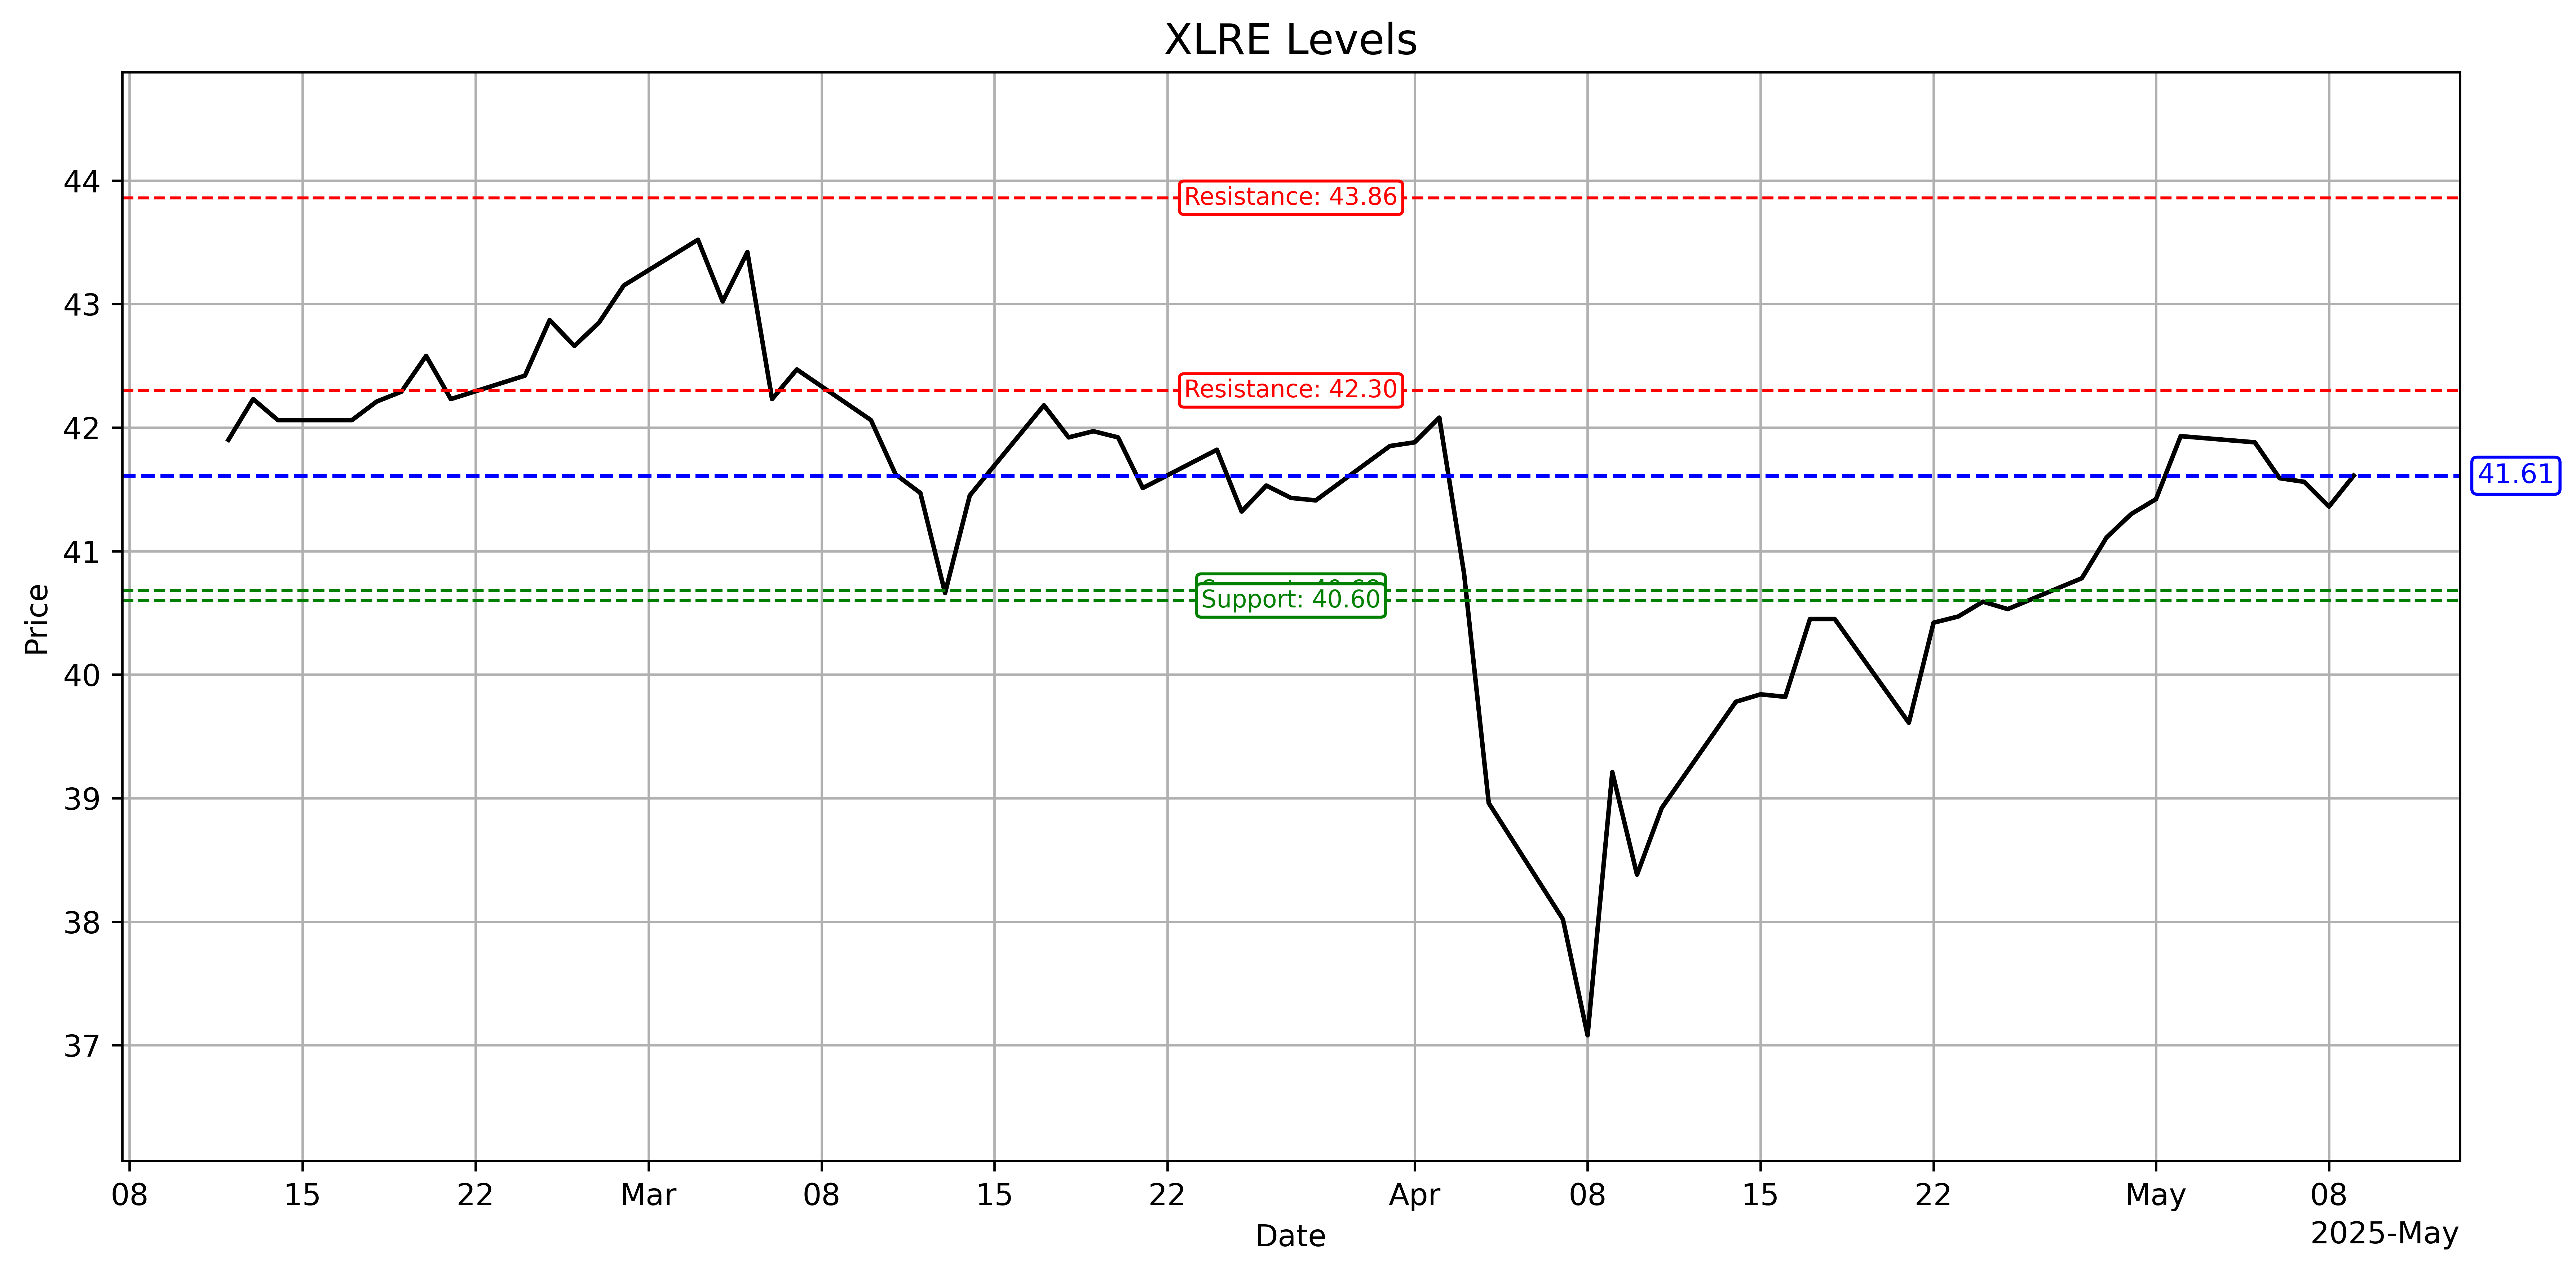 XLRE Levels
44
43
42
41
40
39
38
37
Price
Resistance: 43.86
Resistance: 42.30
41.61
Support: 40.60
08
15
22
Mar
08
15
22
Apr
08
15
22
May
08
2025-May
Date